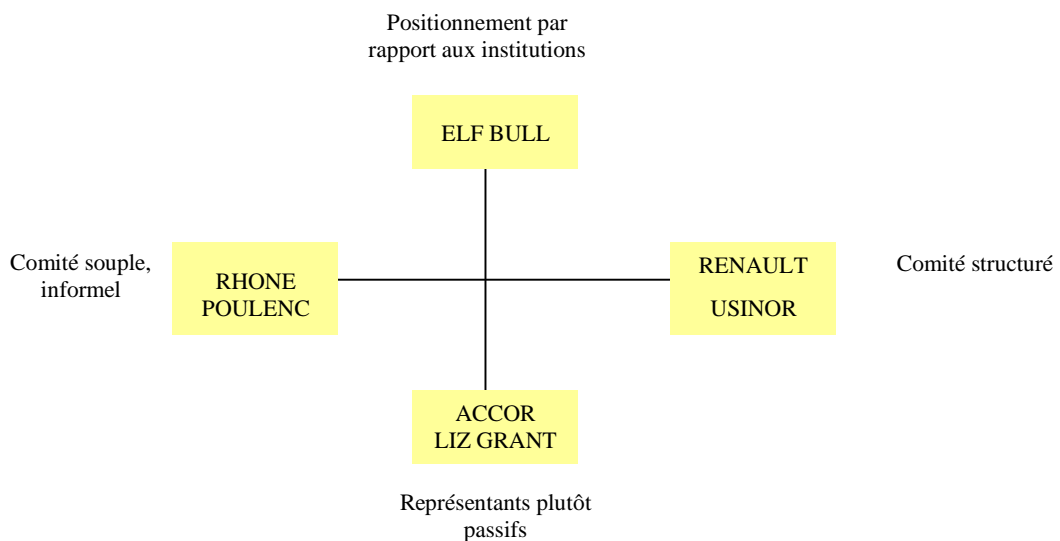 Positionnement par
rapport aux institutions
ELF BULL
Comité souple,
informel
RHONE
POULENC
RENAULT
USINOR
Comité structuré
ACCOR
LIZ GRANT
Représentants plutôt
passifs